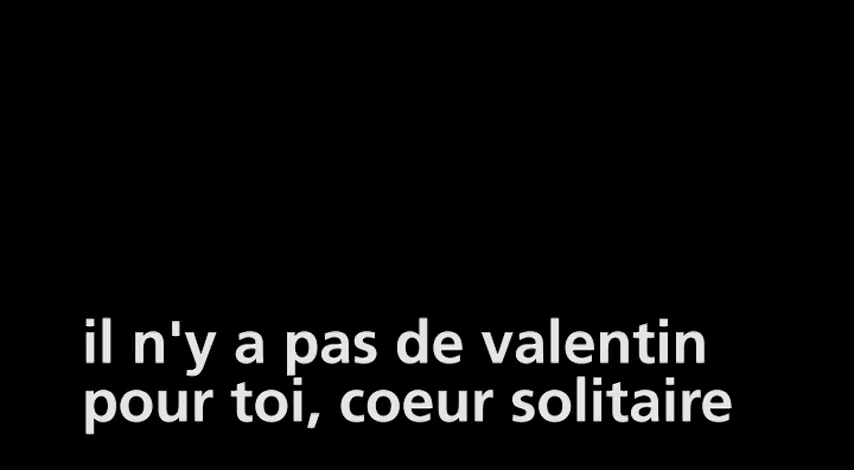 il n'y a pas de valentin
pour toi, coeur solitaire